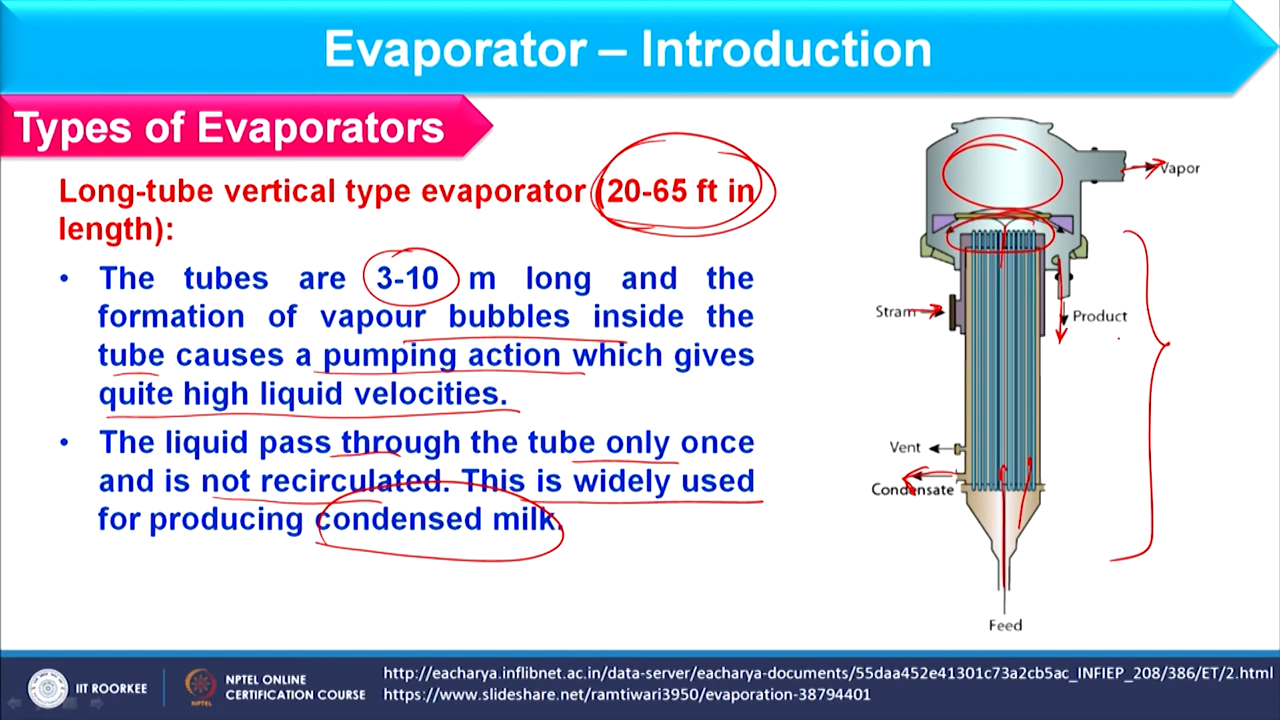 Evaporator – Introduction
Types of Evaporators
Long-tube vertical type evaporator (20-65 ft in
length):
• The tubes are 3-10 m long and the
formation of vapour bubbles inside the
tube causes a pumping action which gives
quite high liquid velocities.
• The liquid pass through the tube only once
and is not recirculated. This is widely used
for producing condensed milk.
Vapor
Stram
Product
Vent
Condensate
Feed
IIT ROORKEE
NPTEL ONLINE
CERTIFICATION COURSE
NPTEL
http://eacharya.inflibnet.ac.in/data-server/eacharya-documents/55daa452e41301c73a2cb5ac_INFIEP_208/386/ET/2.html
https://www.slideshare.net/ramtiwari3950/evaporation-38794401